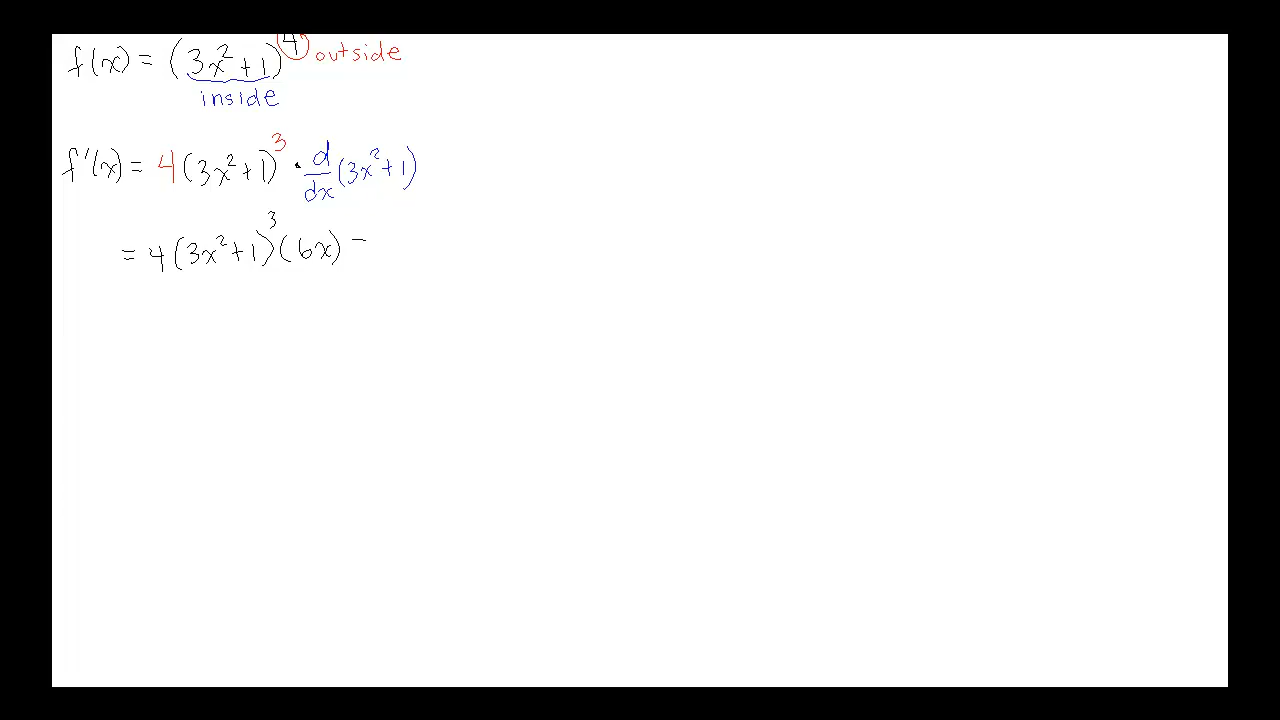 f(x) = (3x² + 1)⁴ outside
inside
f'(x) = 4(3x² + 1)³ · d/dx (3x² + 1)
= 4(3x² + 1)³(6x) –